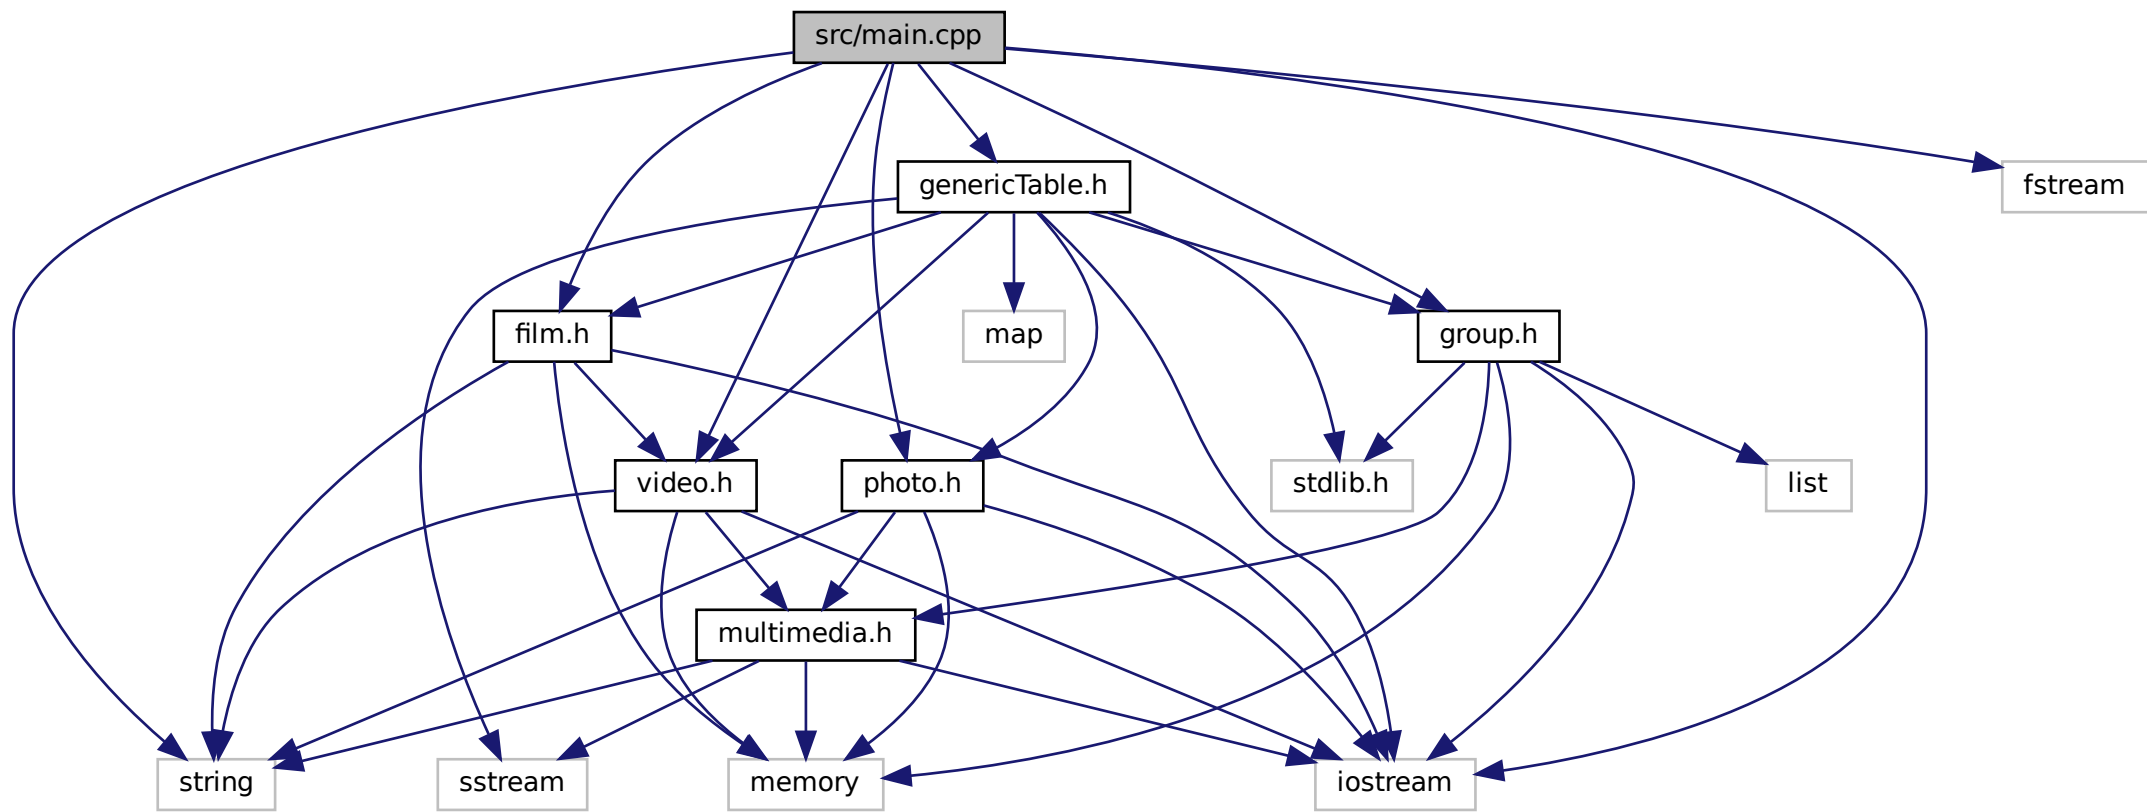 src/main.cpp
genericTable.h
fstream
film.h
map
group.h
video.h
photo.h
stdlib.h
list
multimedia.h
string
sstream
memory
iostream